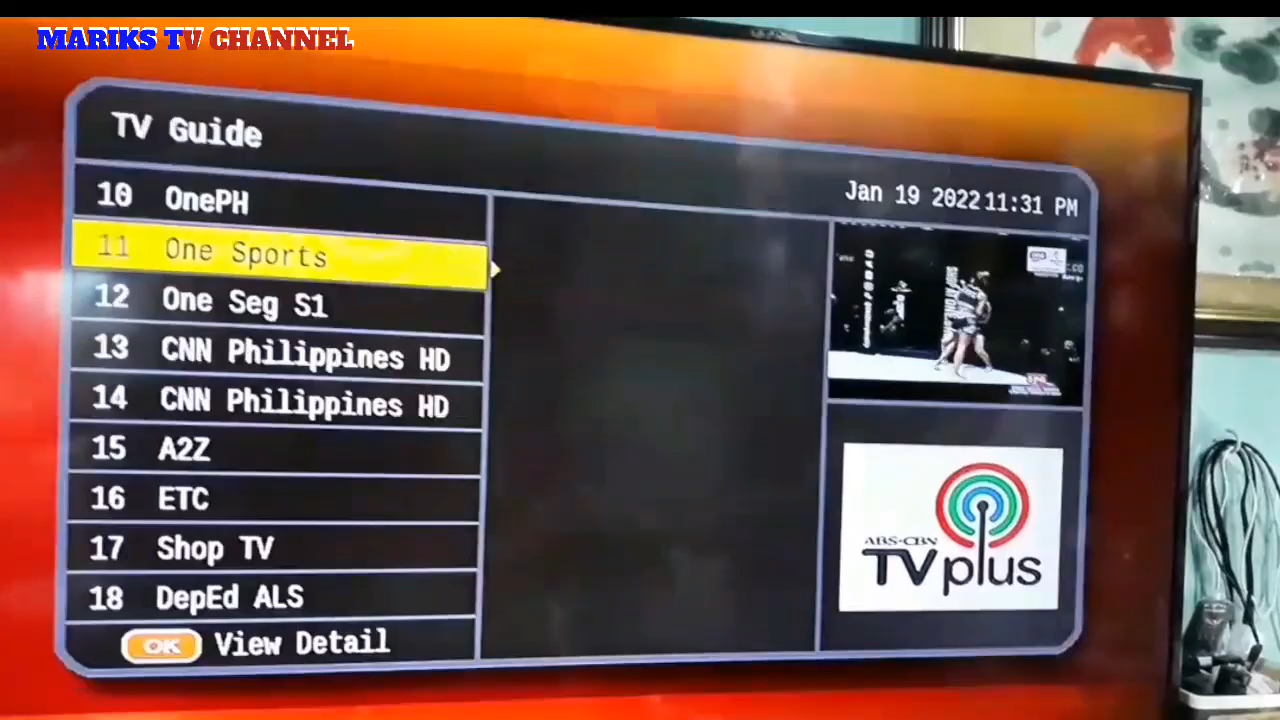 MARIKS TV CHANNEL
TV Guide
Jan 19 2022 11:31 PM
10 OnePH
11 One Sports
12 One Seg S1
13 CNN Philippines HD
14 CNN Philippines HD
15 A2Z
16 ETC
17 Shop TV
18 DepEd ALS
OK View Detail
ABS-CBN
TVplus